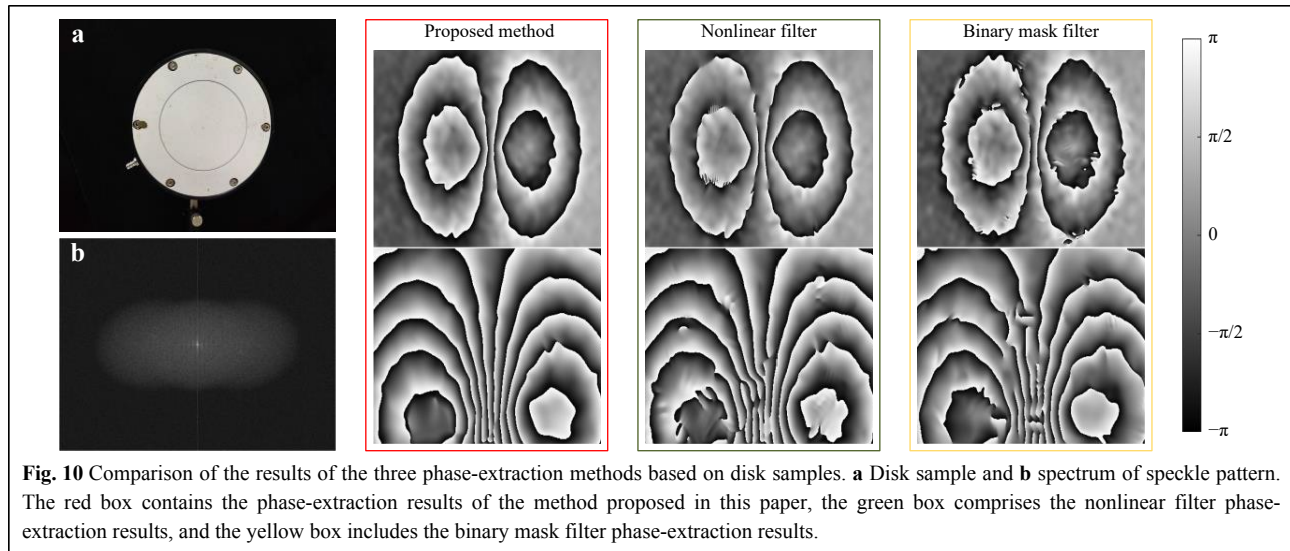 a
b
Proposed method
Nonlinear filter
Binary mask filter
π
π/2
0
−π/2
−π
Fig. 10 Comparison of the results of the three phase-extraction methods based on disk samples. a Disk sample and b spectrum of speckle pattern.
The red box contains the phase-extraction results of the method proposed in this paper, the green box comprises the nonlinear filter phase-
extraction results, and the yellow box includes the binary mask filter phase-extraction results.